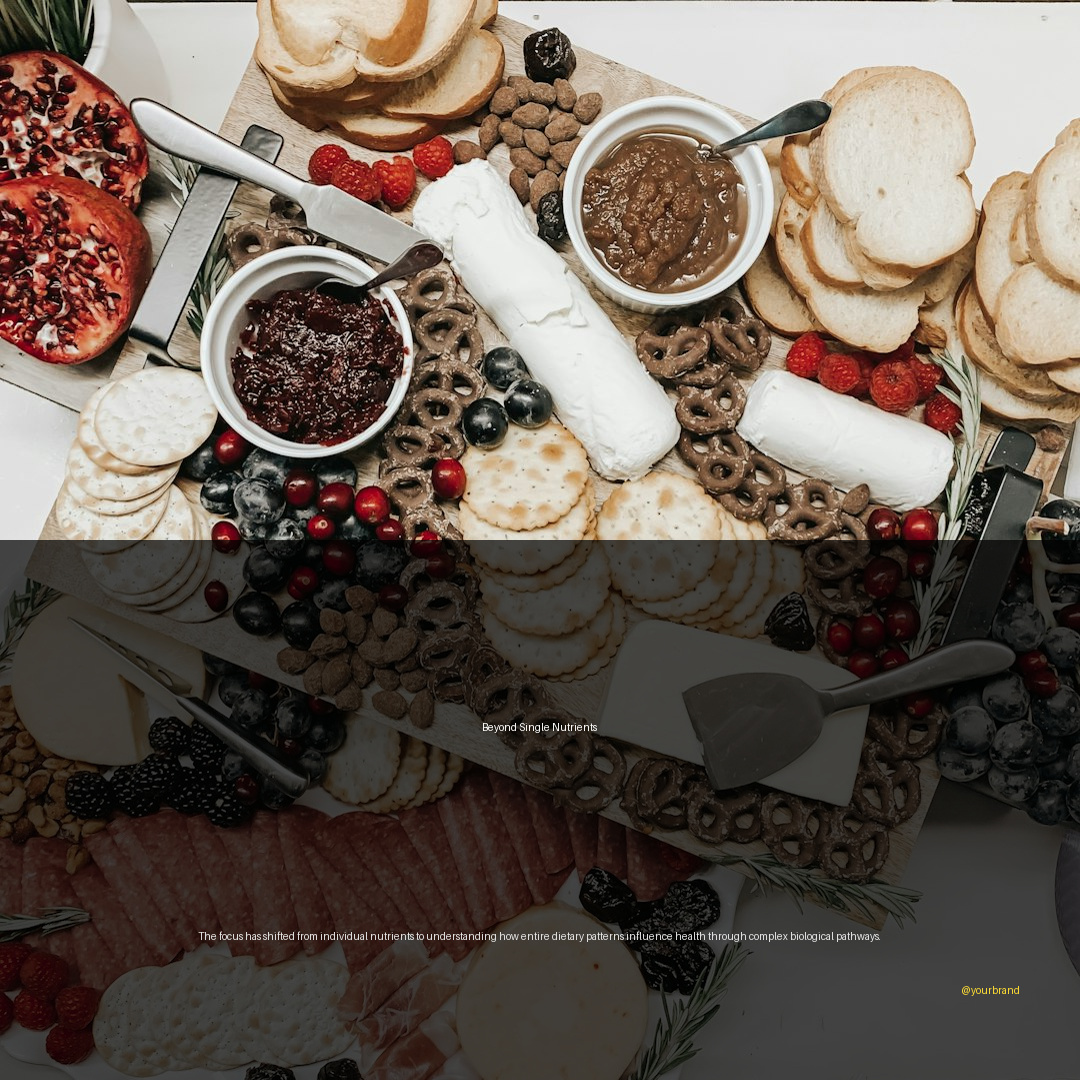 Beyond Single Nutrients
The focus has shifted from individual nutrients to understanding how entire dietary patterns influence health through complex biological pathways.
@yourbrand